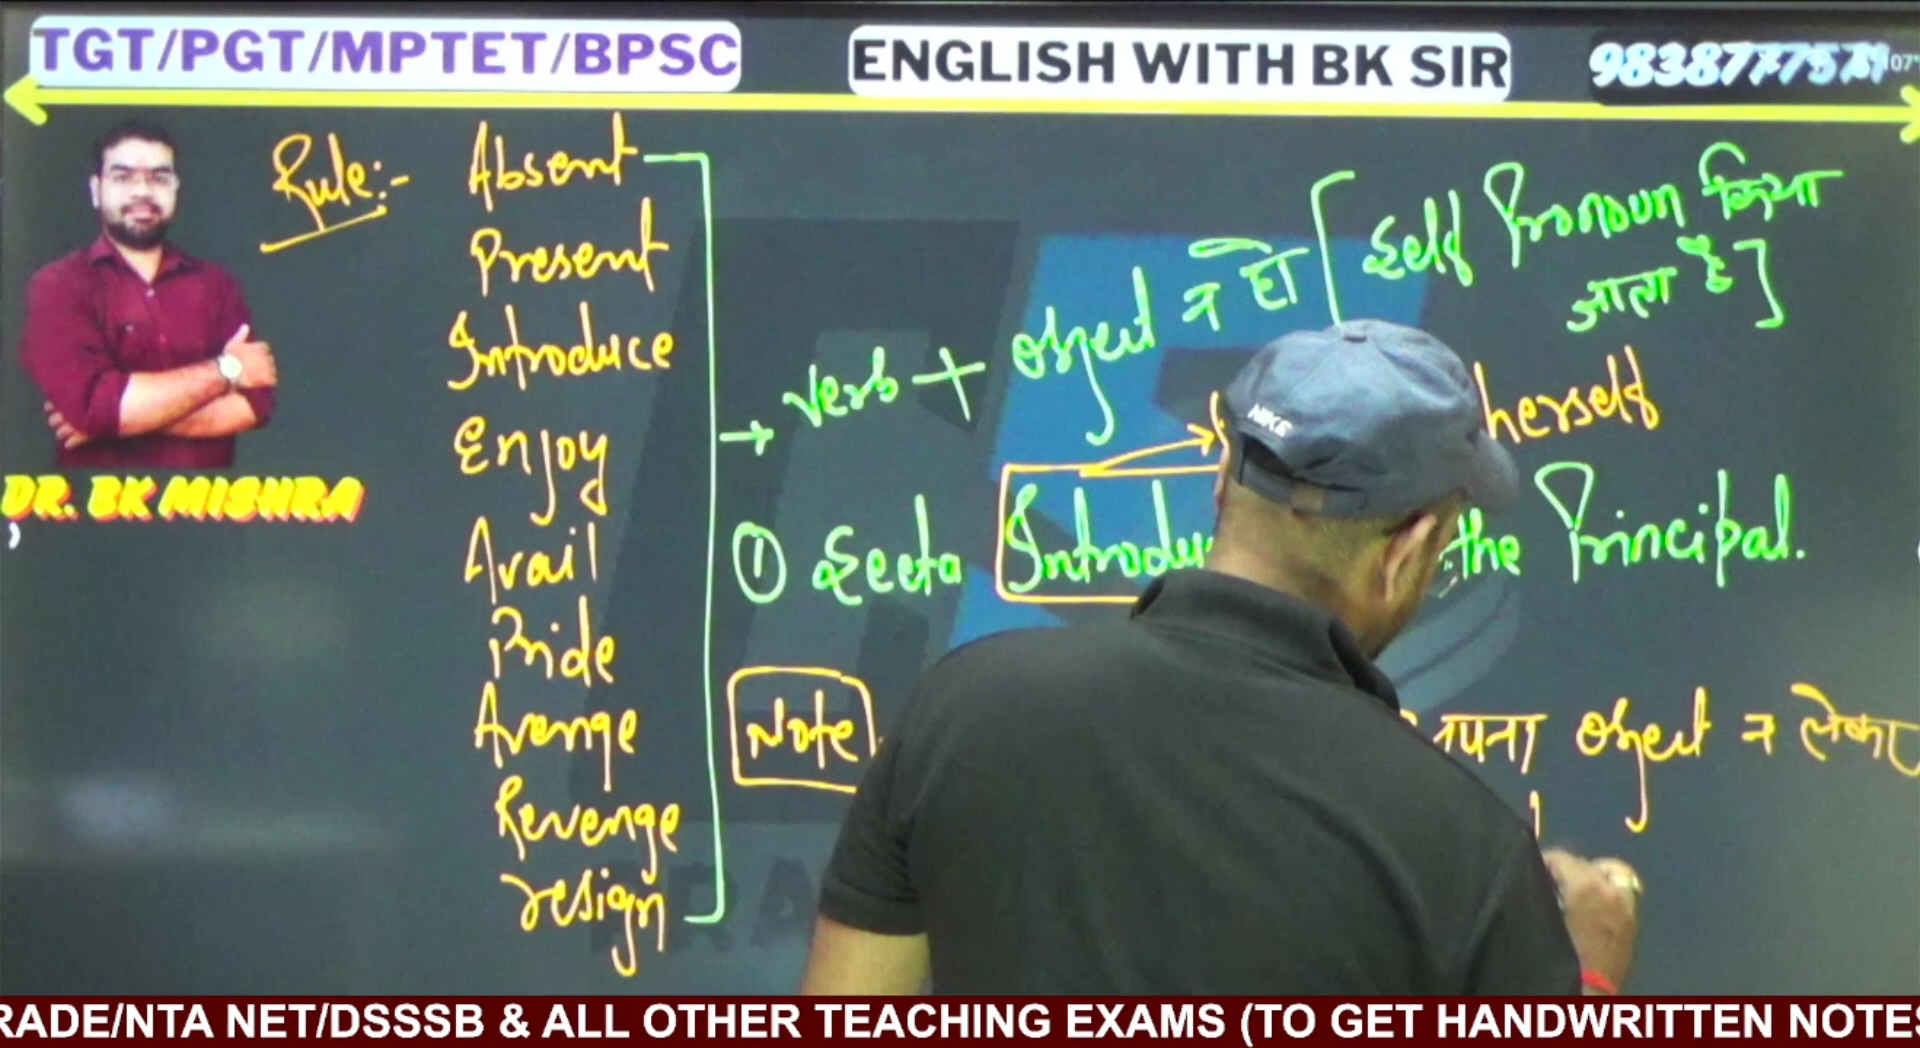 TGT/PGT/MPTET/BPSC
ENGLISH WITH BK SIR
DR. BK MISHRA
Rule:-
Absent
Present
Introduce
Enjoy
Avail
Pride
Avenge
Revenge
resign
→ Verb + object न हो [Self Pronoun किया
जाता है]
herself
① Seeta Introdu the Principal.
Note
object न लेकर
NIKE
RADE/NTA NET/DSSSB & ALL OTHER TEACHING EXAMS (TO GET HANDWRITTEN NOTES